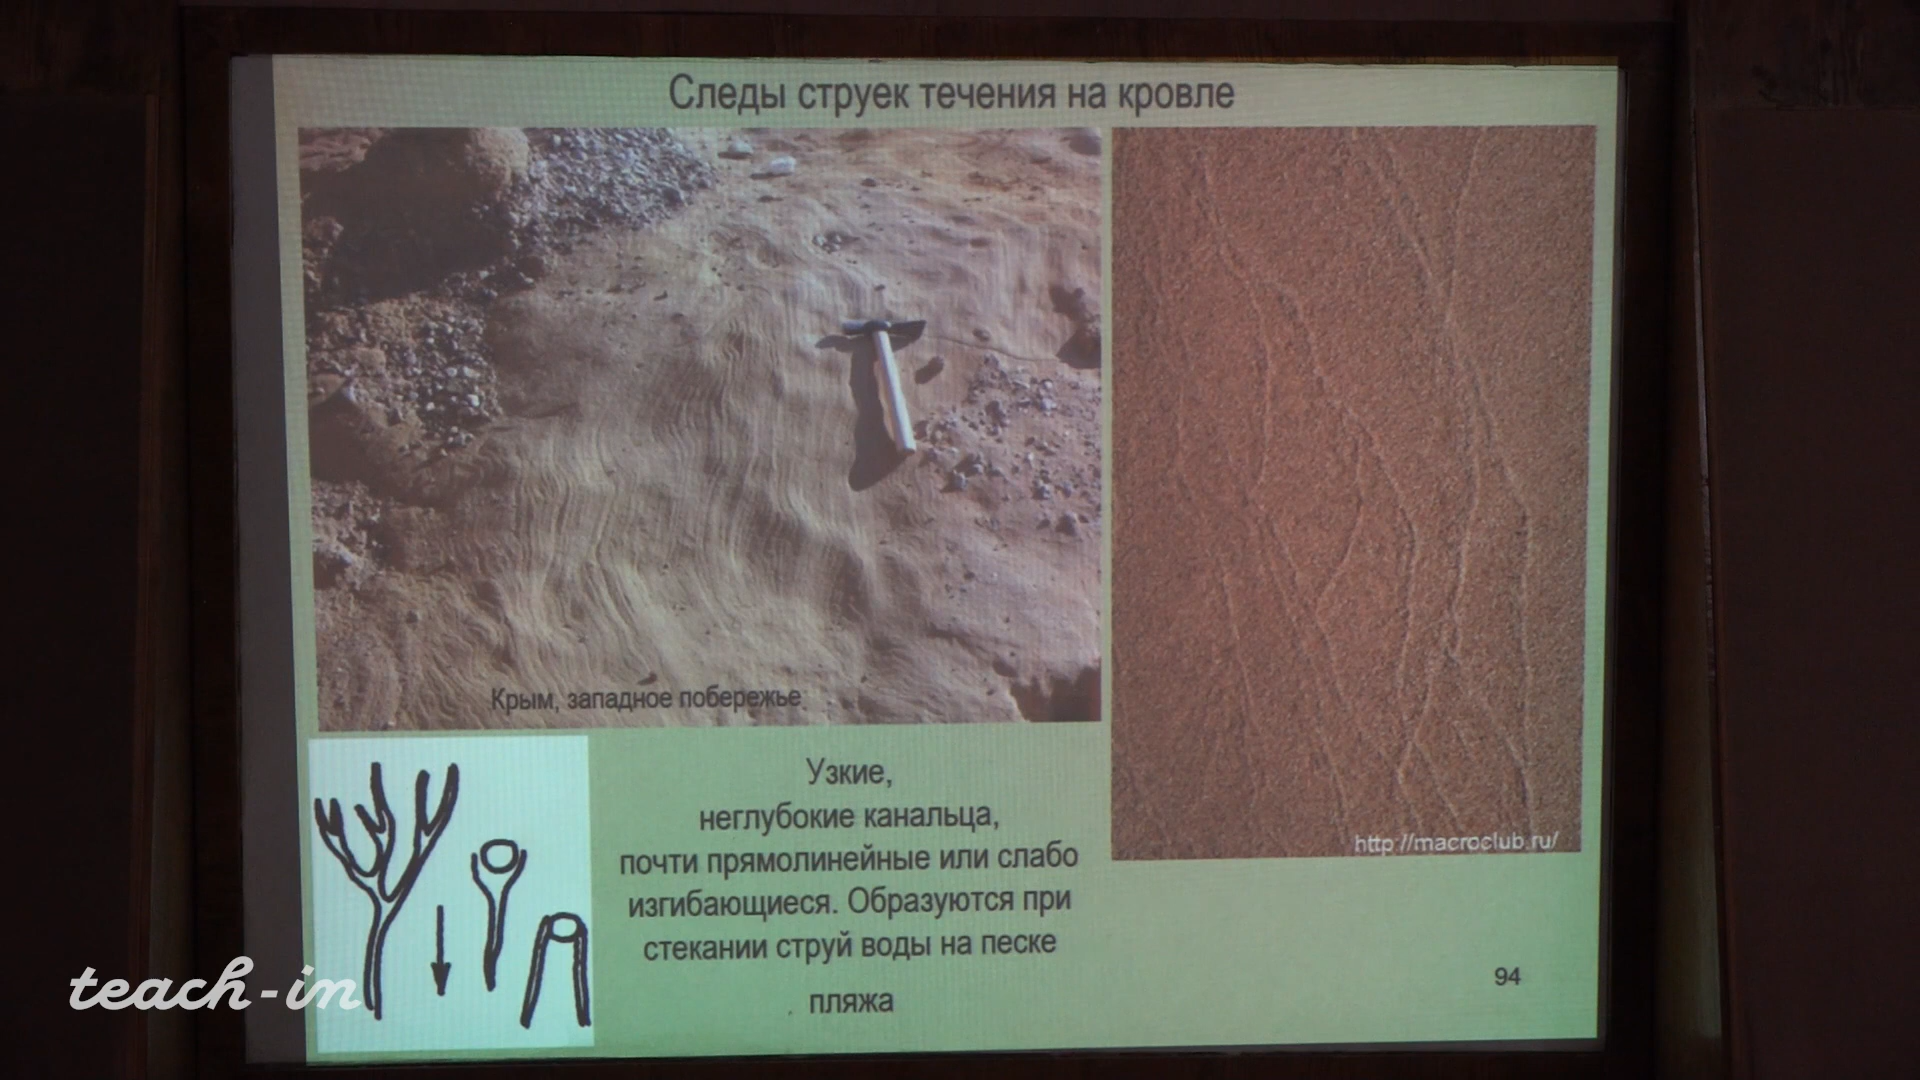 Следы струек течения на кровле
Крым, западное побережье
http://macroclub.ru/
Узкие,
неглубокие канальца,
почти прямолинейные или слабо
изгибающиеся. Образуются при
стекании струй воды на песке
пляжа
94
teach-in